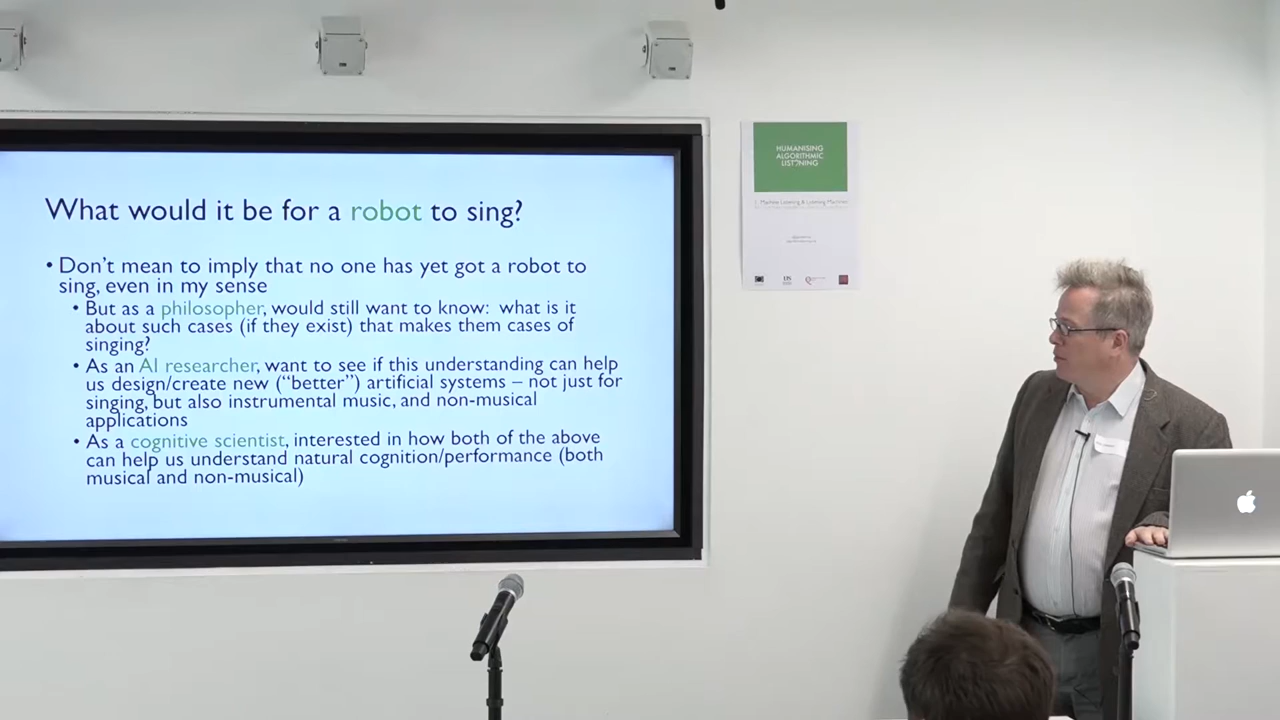 What would it be for a robot to sing?
• Don't mean to imply that no one has yet got a robot to
sing, even in my sense
• But as a philosopher, would still want to know: what is it
about such cases (if they exist) that makes them cases of
singing?
• As an AI researcher, want to see if this understanding can help
us design/create new ("better") artificial systems – not just for
singing, but also instrumental music, and non-musical
applications
• As a cognitive scientist, interested in how both of the above
can help us understand natural cognition/performance (both
musical and non-musical)
HUMANISING
ALGORITHMIC
LISTENING
1. Machine Listening & Listening Machines